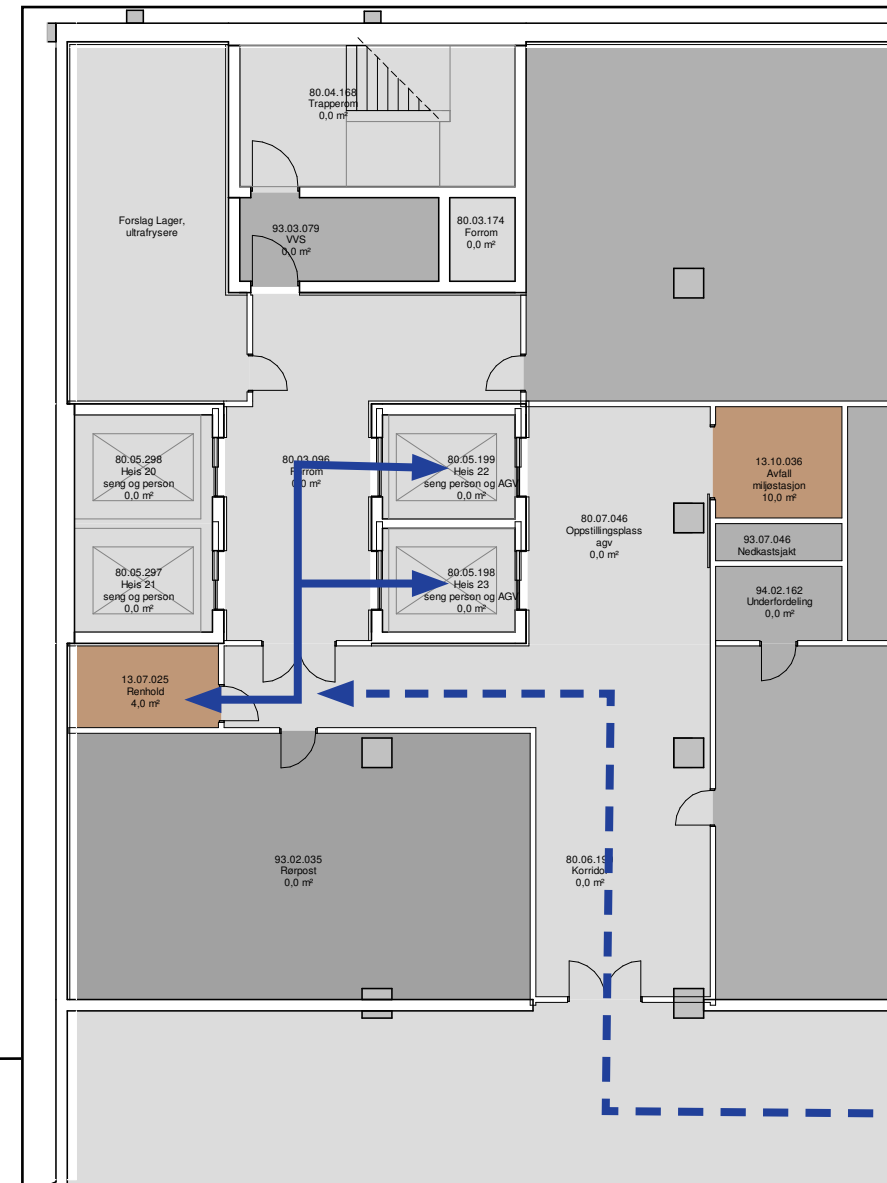 80.04.168
Trapperom
0,0 m²
Forslag Lager,
ultrafrysere
93.03.079
VVS
0,0 m²
80.03.174
Forrom
0,0 m²
80.05.298
Heis 20
seng og person
0,0 m²
80.03.096
Forrom
0,0 m²
80.05.199
Heis 22
seng person og AGV
0,0 m²
13.10.036
Avfall
miljøstasjon
10,0 m²
80.07.046
Oppstillingsplass
agv
0,0 m²
93.07.046
Nedkastsjakt
80.05.297
Heis 21
seng og person
0,0 m²
80.05.198
Heis 23
seng person og AGV
0,0 m²
94.02.162
Underfordeling
0,0 m²
13.07.025
Renhold
4,0 m²
93.02.035
Rørpost
0,0 m²
Korridor
0,0 m²